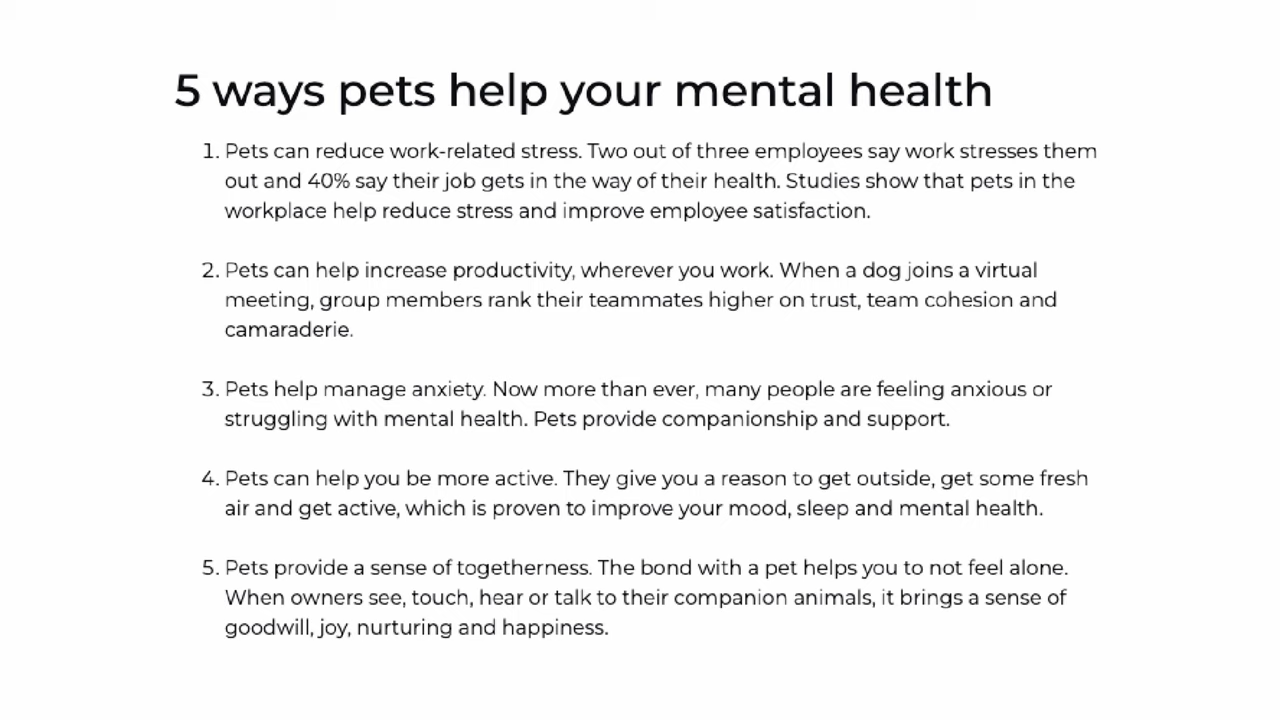 5 ways pets help your mental health
1. Pets can reduce work-related stress. Two out of three employees say work stresses them
out and 40% say their job gets in the way of their health. Studies show that pets in the
workplace help reduce stress and improve employee satisfaction.
2. Pets can help increase productivity, wherever you work. When a dog joins a virtual
meeting, group members rank their teammates higher on trust, team cohesion and
camaraderie.
3. Pets help manage anxiety. Now more than ever, many people are feeling anxious or
struggling with mental health. Pets provide companionship and support.
4. Pets can help you be more active. They give you a reason to get outside, get some fresh
air and get active, which is proven to improve your mood, sleep and mental health.
5. Pets provide a sense of togetherness. The bond with a pet helps you to not feel alone.
When owners see, touch, hear or talk to their companion animals, it brings a sense of
goodwill, joy, nurturing and happiness.